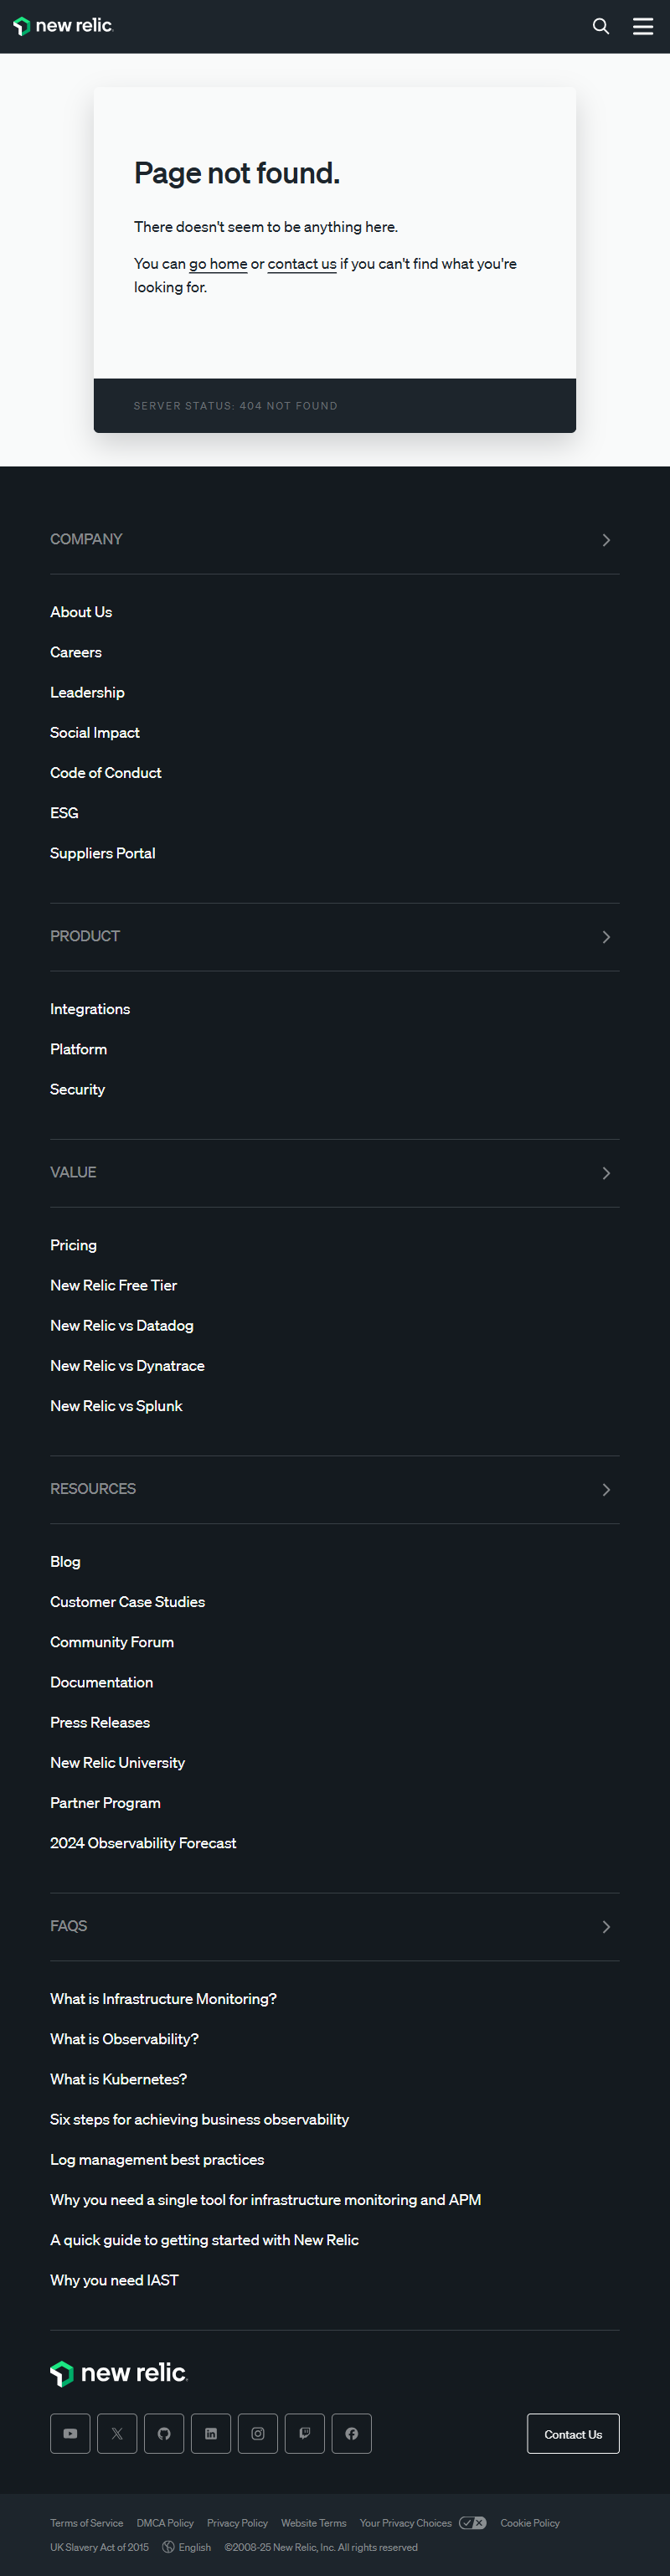 new relic
Page not found.
There doesn't seem to be anything here.
You can go home or contact us if you can't find what you're
looking for.
SERVER STATUS: 404 NOT FOUND
COMPANY
About Us
Careers
Leadership
Social Impact
Code of Conduct
ESG
Suppliers Portal
PRODUCT
Integrations
Platform
Security
VALUE
Pricing
New Relic Free Tier
New Relic vs Datadog
New Relic vs Dynatrace
New Relic vs Splunk
RESOURCES
Blog
Customer Case Studies
Community Forum
Documentation
Press Releases
New Relic University
Partner Program
2024 Observability Forecast
FAQS
What is Infrastructure Monitoring?
What is Observability?
What is Kubernetes?
Six steps for achieving business observability
Log management best practices
Why you need a single tool for infrastructure monitoring and APM
A quick guide to getting started with New Relic
Why you need IAST
new relic
Contact Us
Terms of Service DMCA Policy Privacy Policy Website Terms Your Privacy Choices Cookie Policy
UK Slavery Act of 2015 English ©2008-25 New Relic, Inc. All rights reserved